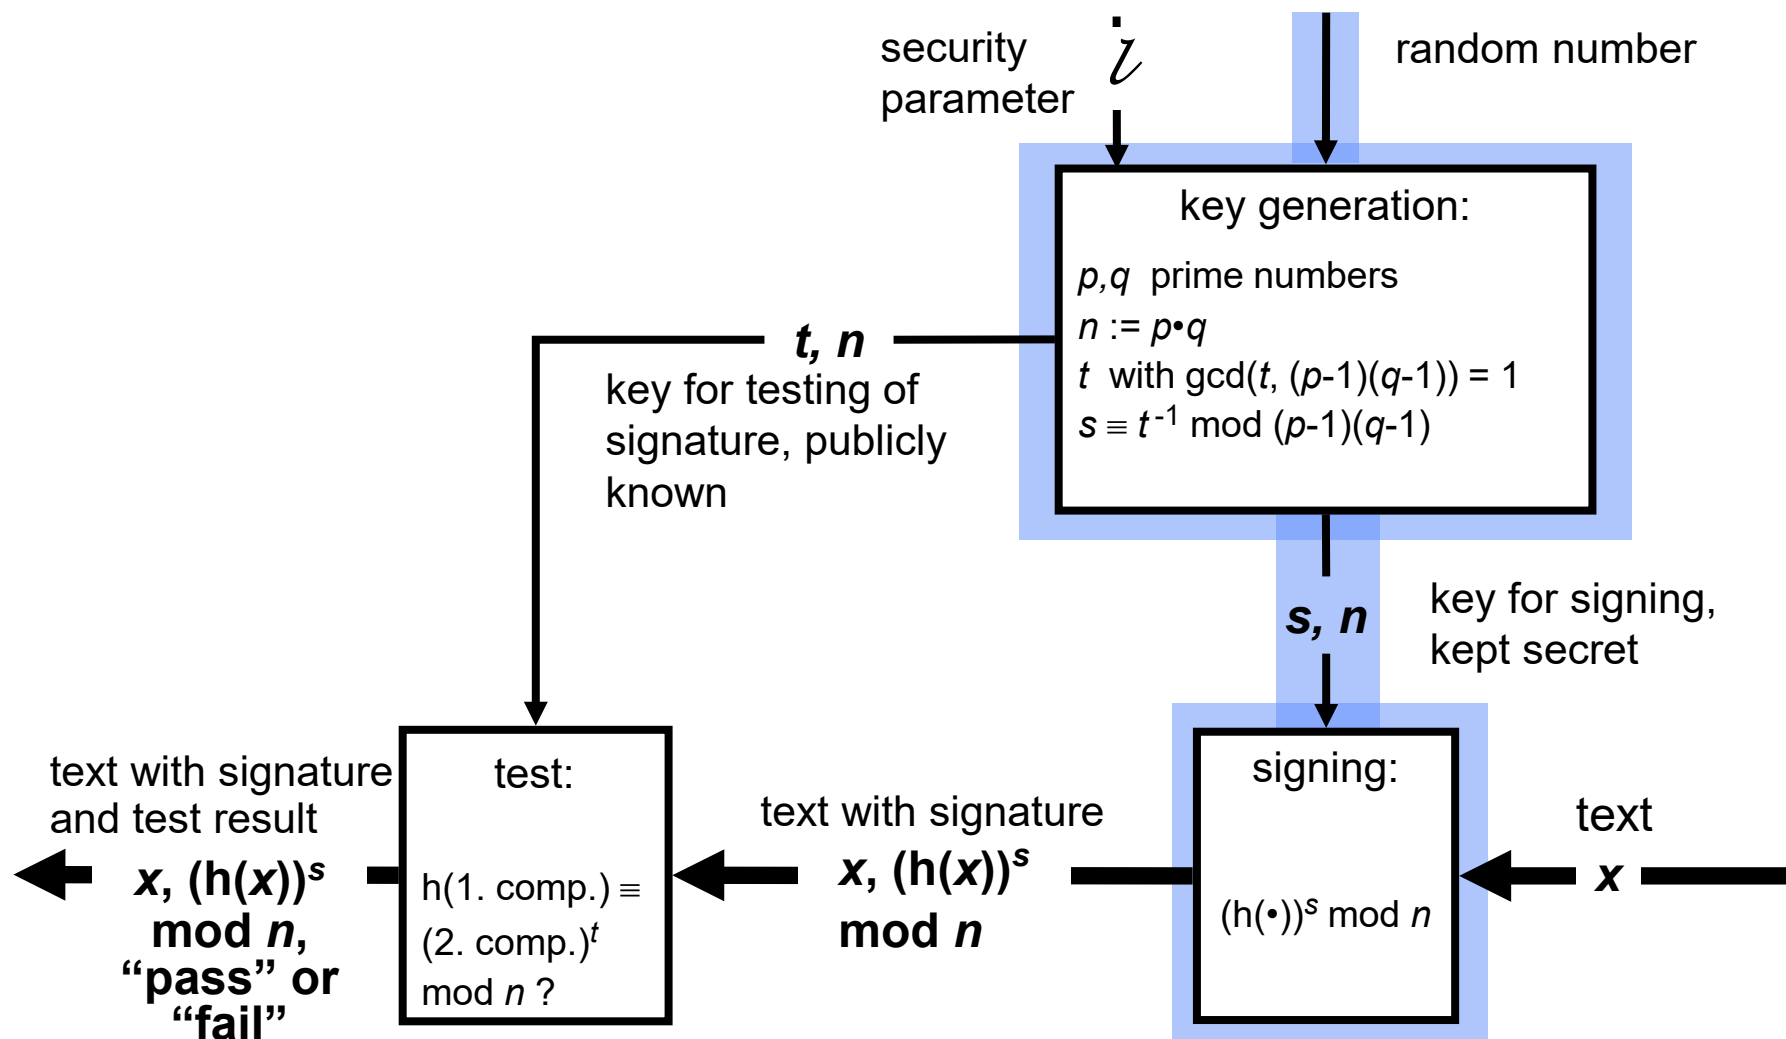 security
parameter
i
random number
key generation:
p,q prime numbers
n := p•q
t with gcd(t, (p-1)(q-1)) = 1
s ≡ t⁻¹ mod (p-1)(q-1)
t, n
key for testing of
signature, publicly
known
s, n
key for signing,
kept secret
text with signature
and test result
x, (h(x))ˢ
mod n,
“pass” or
“fail”
test:
h(1. comp.) ≡
(2. comp.)ᵗ
mod n ?
text with signature
x, (h(x))ˢ
mod n
signing:
(h(•))ˢ mod n
text
x